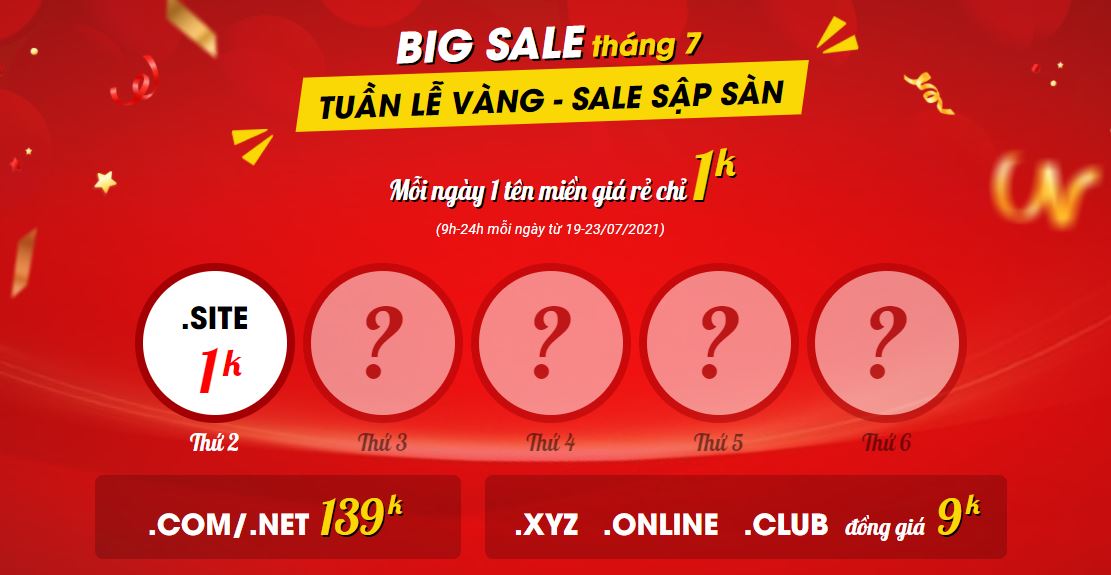 BIG SALE tháng 7
TUẦN LỄ VÀNG - SALE SẬP SÀN
Mỗi ngày 1 tên miền giá rẻ chỉ 1k
(9h-24h mỗi ngày từ 19-23/07/2021)
.SITE
1k
? ? ? ?
Thứ 2 Thứ 3 Thứ 4 Thứ 5 Thứ 6
.COM/.NET 139k
.XYZ .ONLINE .CLUB đồng giá 9k